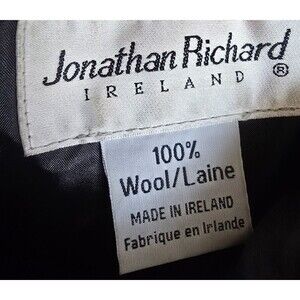 Jonathan Richard
IRELAND ®
100%
Wool/Laine
MADE IN IRELAND
Fabrique en Irlande